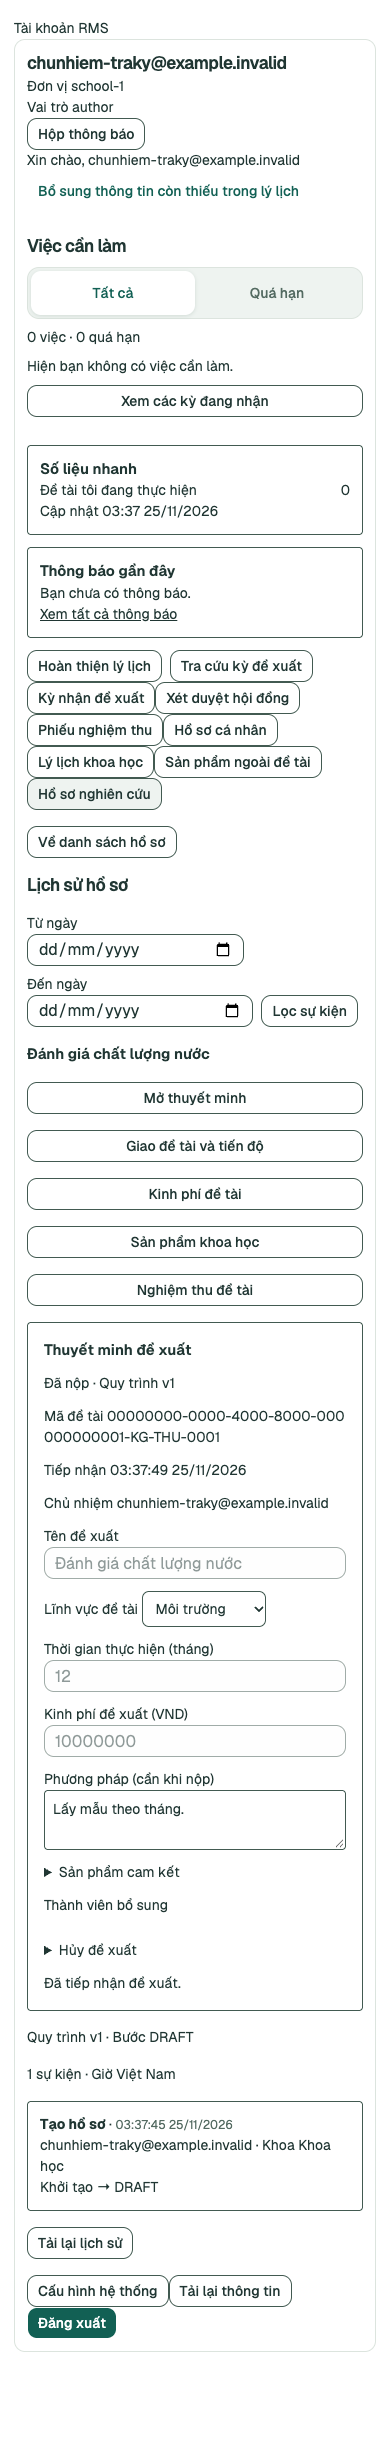 Tài khoản RMS
chunhiem-traky@example.invalid
Đơn vị school-1
Vai trò author
Hộp thông báo
Xin chào, chunhiem-traky@example.invalid
Bổ sung thông tin còn thiếu trong lý lịch
Việc cần làm
Tất cả
Quá hạn
0 việc · 0 quá hạn
Hiện bạn không có việc cần làm.
Xem các kỳ đang nhận
Số liệu nhanh
Đề tài tôi đang thực hiện 0
Cập nhật 03:37 25/11/2026
Thông báo gần đây
Bạn chưa có thông báo.
Xem tất cả thông báo
Hoàn thiện lý lịch Tra cứu kỳ đề xuất
Kỳ nhận đề xuất Xét duyệt hội đồng
Phiếu nghiệm thu Hồ sơ cá nhân
Lý lịch khoa học Sản phẩm ngoài đề tài
Hồ sơ nghiên cứu
Về danh sách hồ sơ
Lịch sử hồ sơ
Từ ngày
dd/mm/yyyy
Đến ngày
dd/mm/yyyy Lọc sự kiện
Đánh giá chất lượng nước
Mở thuyết minh
Giao đề tài và tiến độ
Kinh phí đề tài
Sản phẩm khoa học
Nghiệm thu đề tài
Thuyết minh đề xuất
Đã nộp · Quy trình v1
Mã đề tài 00000000-0000-4000-8000-000
000000001-KG-THU-0001
Tiếp nhận 03:37:49 25/11/2026
Chủ nhiệm chunhiem-traky@example.invalid
Tên đề xuất
Đánh giá chất lượng nước
Lĩnh vực đề tài Môi trường
Thời gian thực hiện (tháng)
12
Kinh phí đề xuất (VND)
10000000
Phương pháp (cần khi nộp)
Lấy mẫu theo tháng.
▶ Sản phẩm cam kết
Thành viên bổ sung
▶ Hủy đề xuất
Đã tiếp nhận đề xuất.
Quy trình v1 · Bước DRAFT
1 sự kiện · Giờ Việt Nam
Tạo hồ sơ · 03:37:45 25/11/2026
chunhiem-traky@example.invalid · Khoa Khoa
học
Khởi tạo → DRAFT
Tải lại lịch sử
Cấu hình hệ thống Tải lại thông tin
Đăng xuất